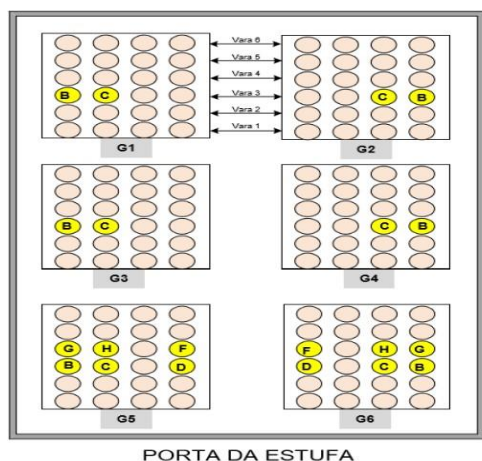 Vara 6
Vara 5
Vara 4
B C Vara 3 C B
Vara 2
Vara 1
G1 G2
B C C B
G3 G4
G H F F H G
B C D D C B
G5 G6
PORTA DA ESTUFA